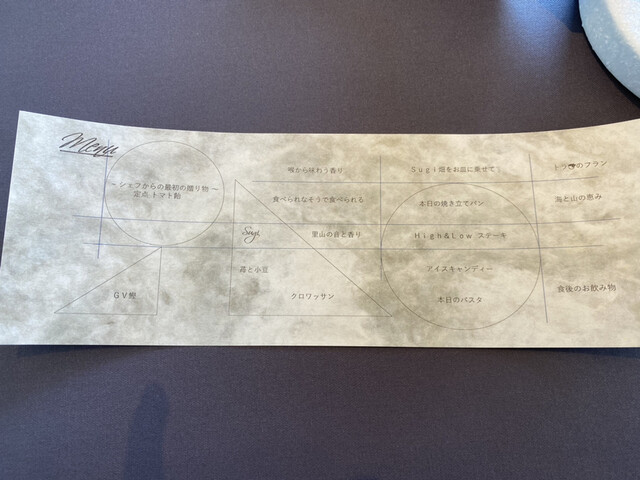 Menu
～シェフからの最初の贈り物～
定点 トマト飴
GV鰹
喉から味わう香り
食べられなそうで食べられる
Sugi
里山の音と香り
苺と小豆
クロワッサン
Sugi畑をお皿に乗せて
本日の焼き立てパン
High&Low ステーキ
アイスキャンディー
本日のパスタ
のフラン
海と山の恵み
食後のお飲み物